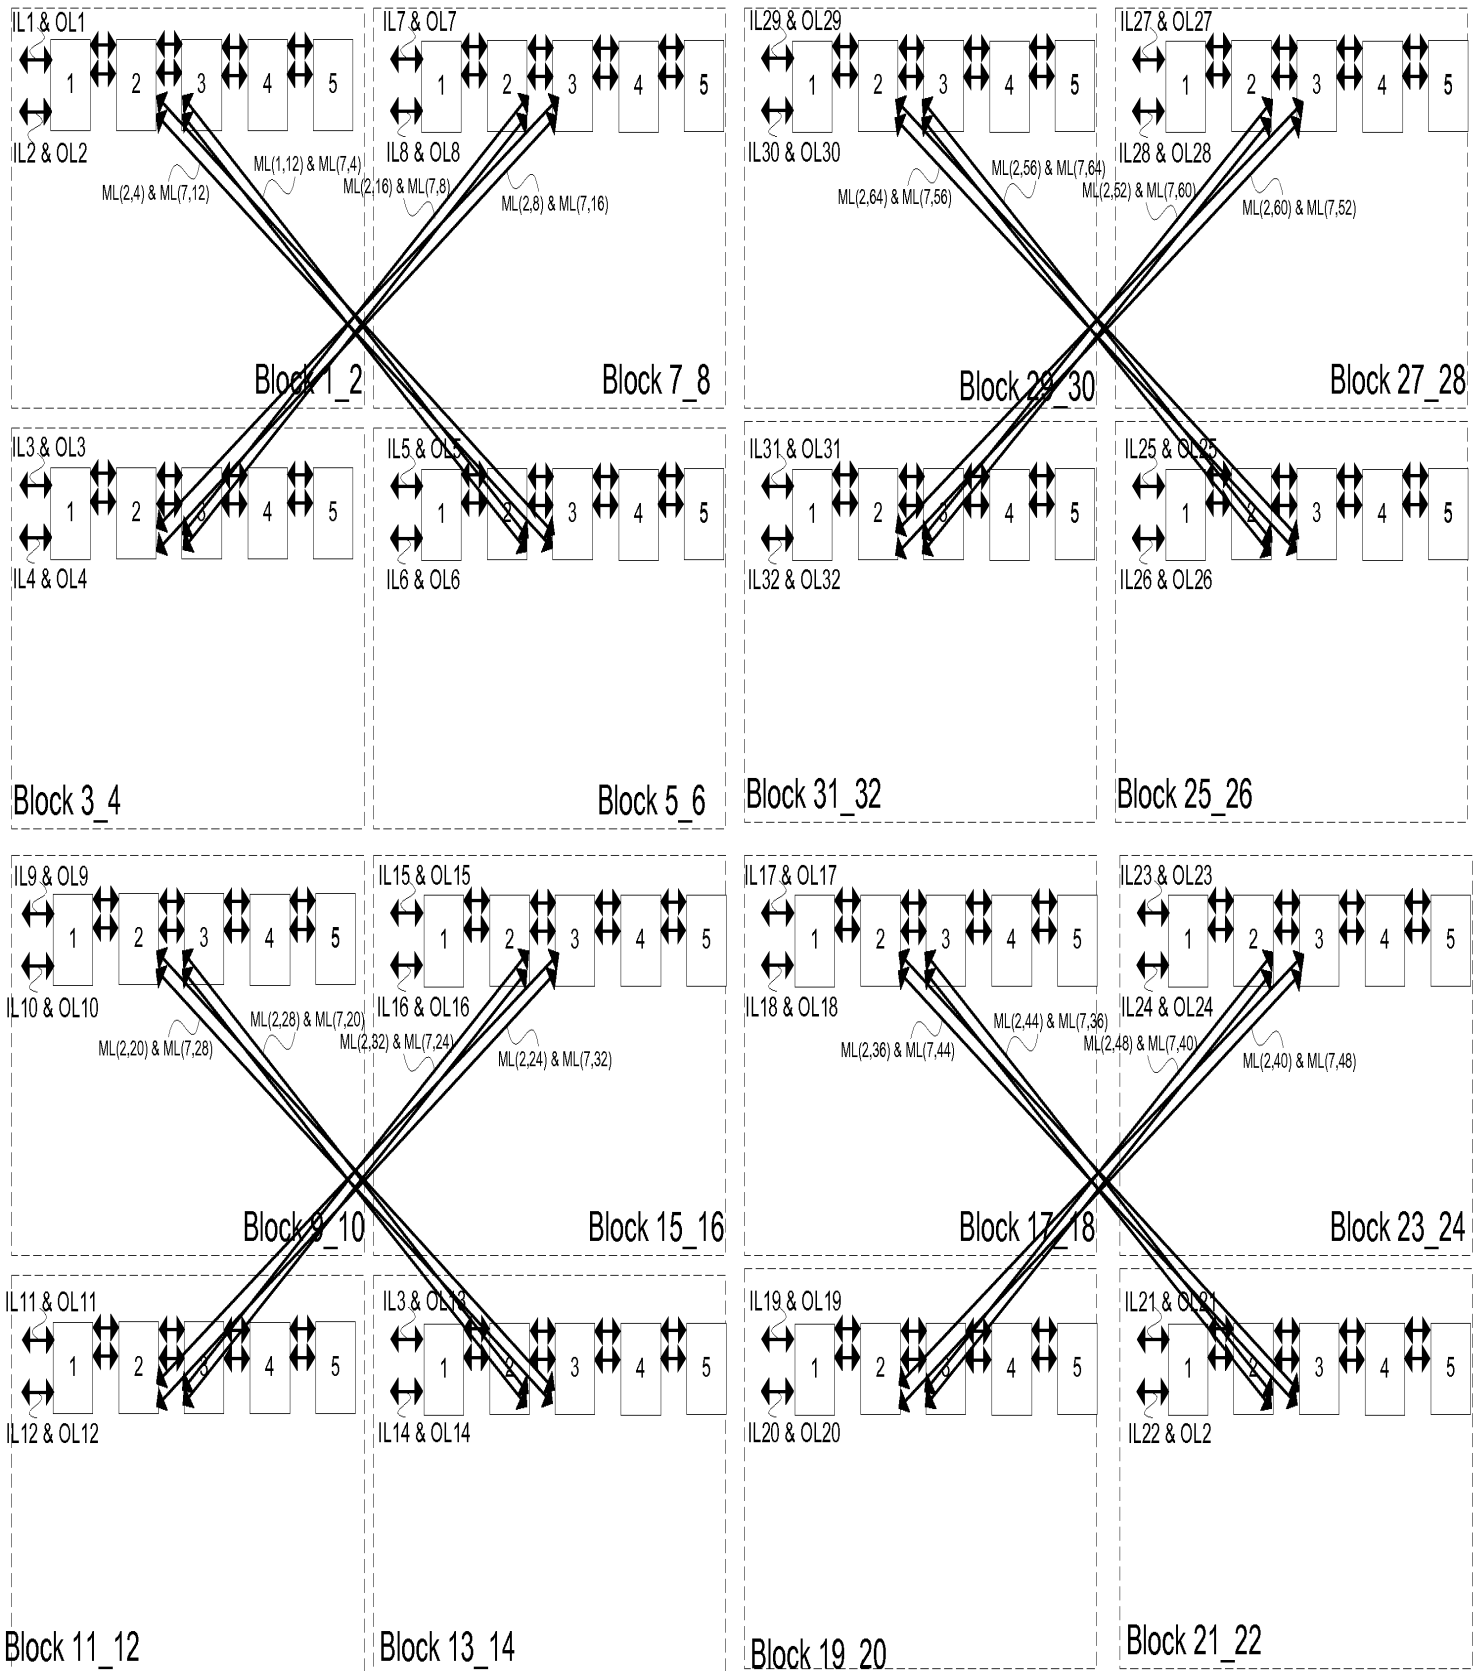 IL1 & OL1
1 2 3 4 5
IL2 & OL2
ML(2,4) & ML(7,12)
ML(1,12) & ML(7,4)
Block 1_2
IL7 & OL7
1 2 3 4 5
IL8 & OL8
ML(2,16) & ML(7,8)
ML(2,8) & ML(7,16)
Block 7_8
IL29 & OL29
1 2 3 4 5
IL30 & OL30
ML(2,64) & ML(7,56)
ML(2,56) & ML(7,64)
Block 29_30
IL27 & OL27
1 2 3 4 5
IL28 & OL28
ML(2,52) & ML(7,60)
ML(2,60) & ML(7,52)
Block 27_28
IL3 & OL3
1 2 3 4 5
IL4 & OL4
Block 3_4
IL5 & OL5
1 2 3 4 5
IL6 & OL6
Block 5_6
IL31 & OL31
1 2 3 4 5
IL32 & OL32
Block 31_32
IL25 & OL25
1 2 3 4 5
IL26 & OL26
Block 25_26
IL9 & OL9
1 2 3 4 5
IL10 & OL10
ML(2,20) & ML(7,28)
ML(2,28) & ML(7,20)
Block 9_10
IL15 & OL15
1 2 3 4 5
IL16 & OL16
ML(2,32) & ML(7,24)
ML(2,24) & ML(7,32)
Block 15_16
IL17 & OL17
1 2 3 4 5
IL18 & OL18
ML(2,36) & ML(7,44)
ML(2,44) & ML(7,36)
Block 17_18
IL23 & OL23
1 2 3 4 5
IL24 & OL24
ML(2,48) & ML(7,40)
ML(2,40) & ML(7,48)
Block 23_24
IL11 & OL11
1 2 3 4 5
IL12 & OL12
Block 11_12
IL3 & OL13
1 2 3 4 5
IL14 & OL14
Block 13_14
IL19 & OL19
1 2 3 4 5
IL20 & OL20
Block 19_20
IL21 & OL21
1 2 3 4 5
IL22 & OL2
Block 21_22